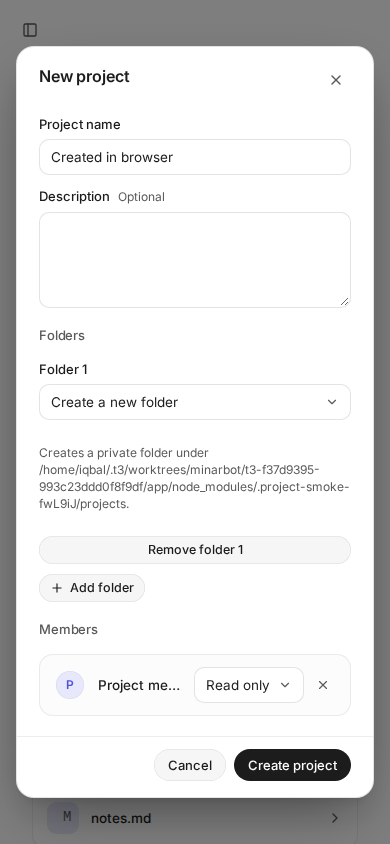 New project
Project name
Created in browser
Description Optional
Folders
Folder 1
Create a new folder
Creates a private folder under
/home/iqbal/.t3/worktrees/minarbot/t3-f37d9395-
993c23ddd0f8f9df/app/node_modules/.project-smoke-
fwL9iJ/projects.
Remove folder 1
Add folder
Members
P Project me... Read only
Cancel Create project
M notes.md